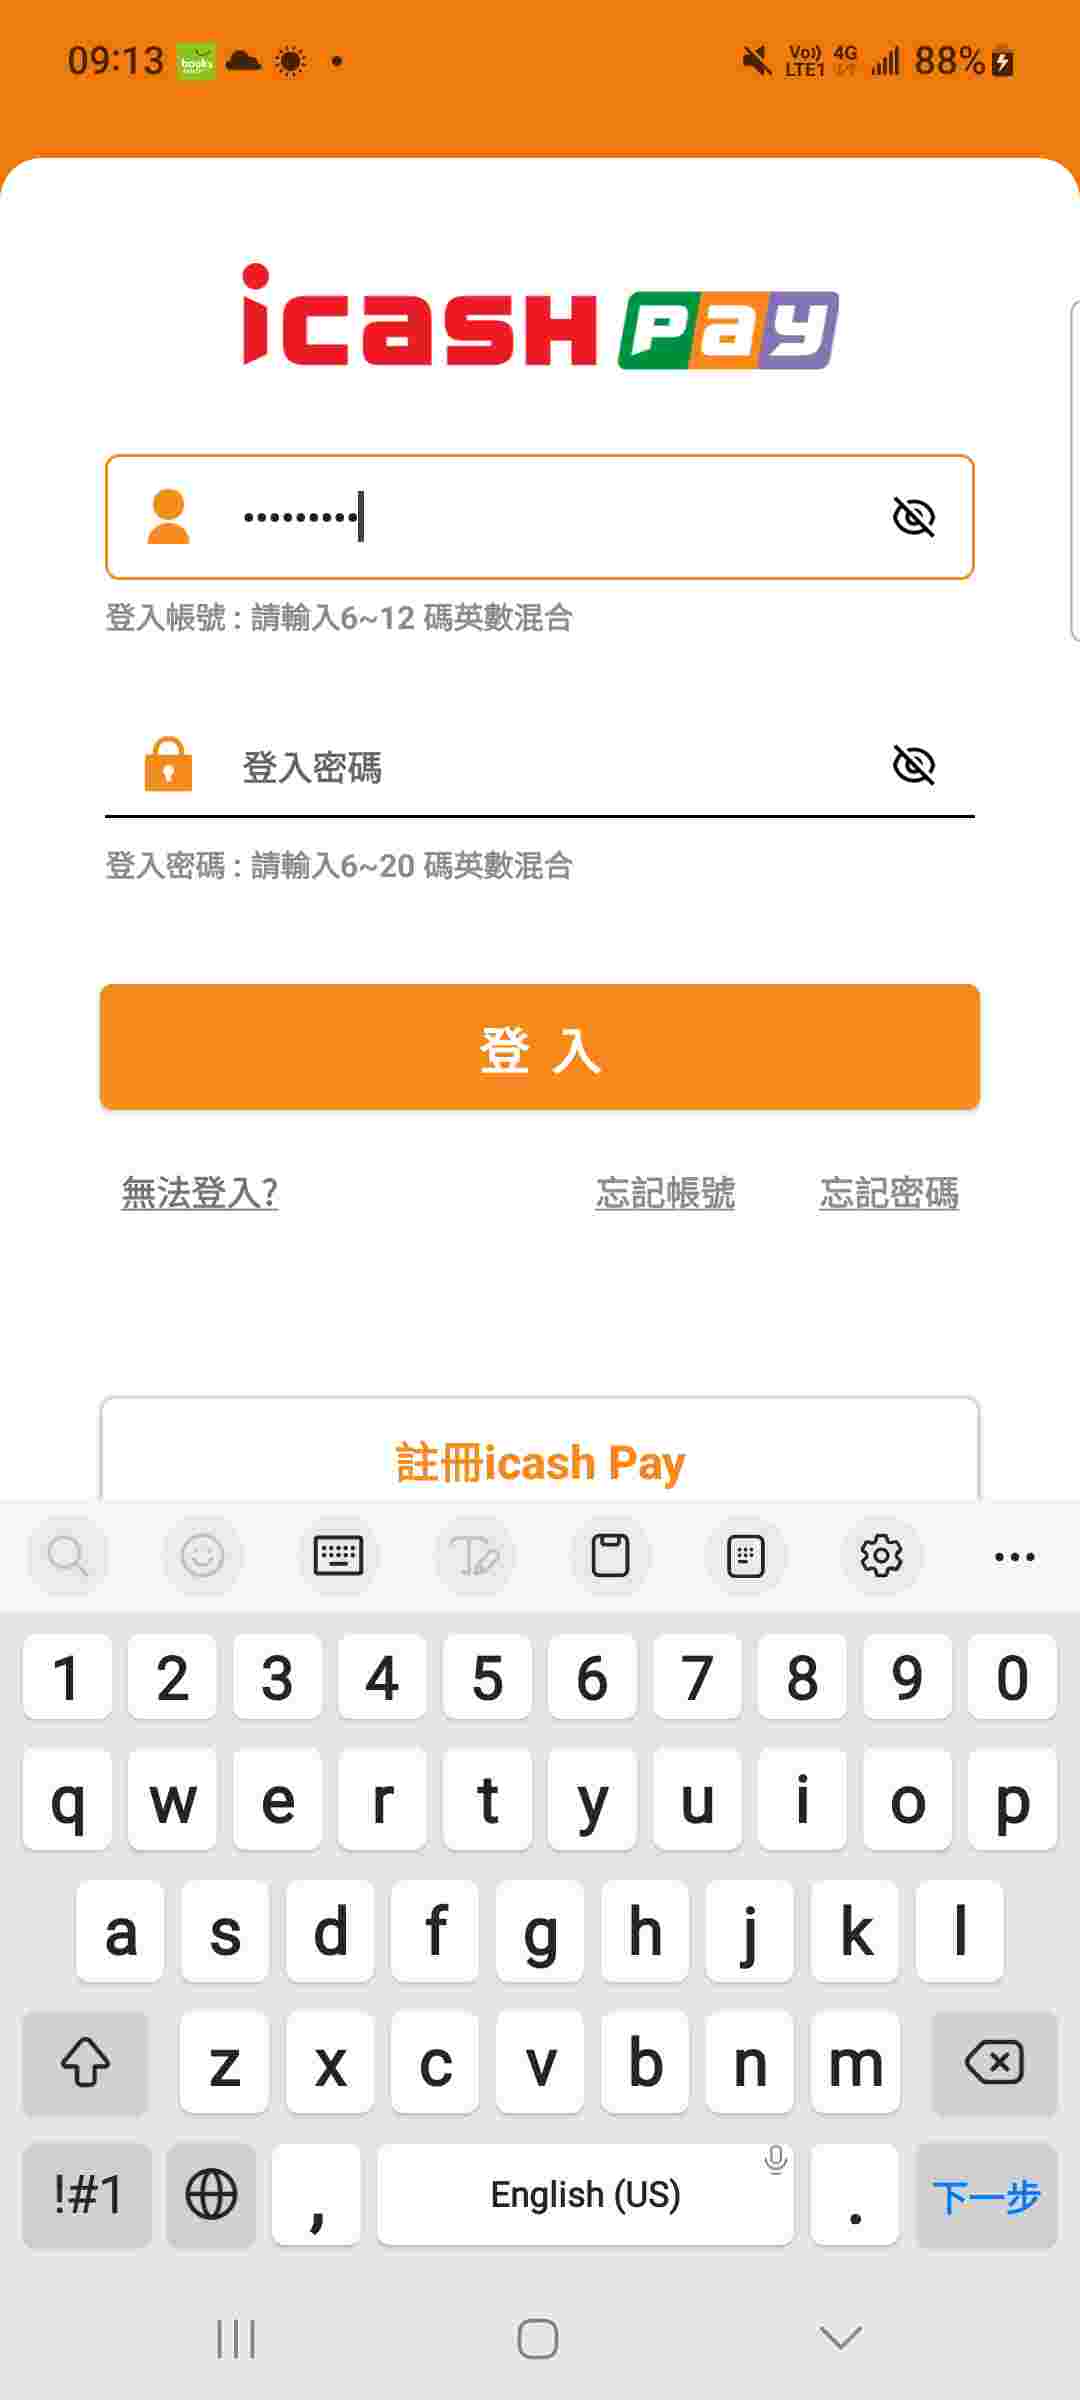 09:13 books Vo)) LTE1 4G 88%
icash Pay
•••••••••
登入帳號 : 請輸入6~12 碼英數混合
登入密碼
登入密碼 : 請輸入6~20 碼英數混合
登入
無法登入? 忘記帳號 忘記密碼
註冊icash Pay
1 2 3 4 5 6 7 8 9 0
q w e r t y u i o p
a s d f g h j k l
z x c v b n m
!#1 , English (US) . 下一步